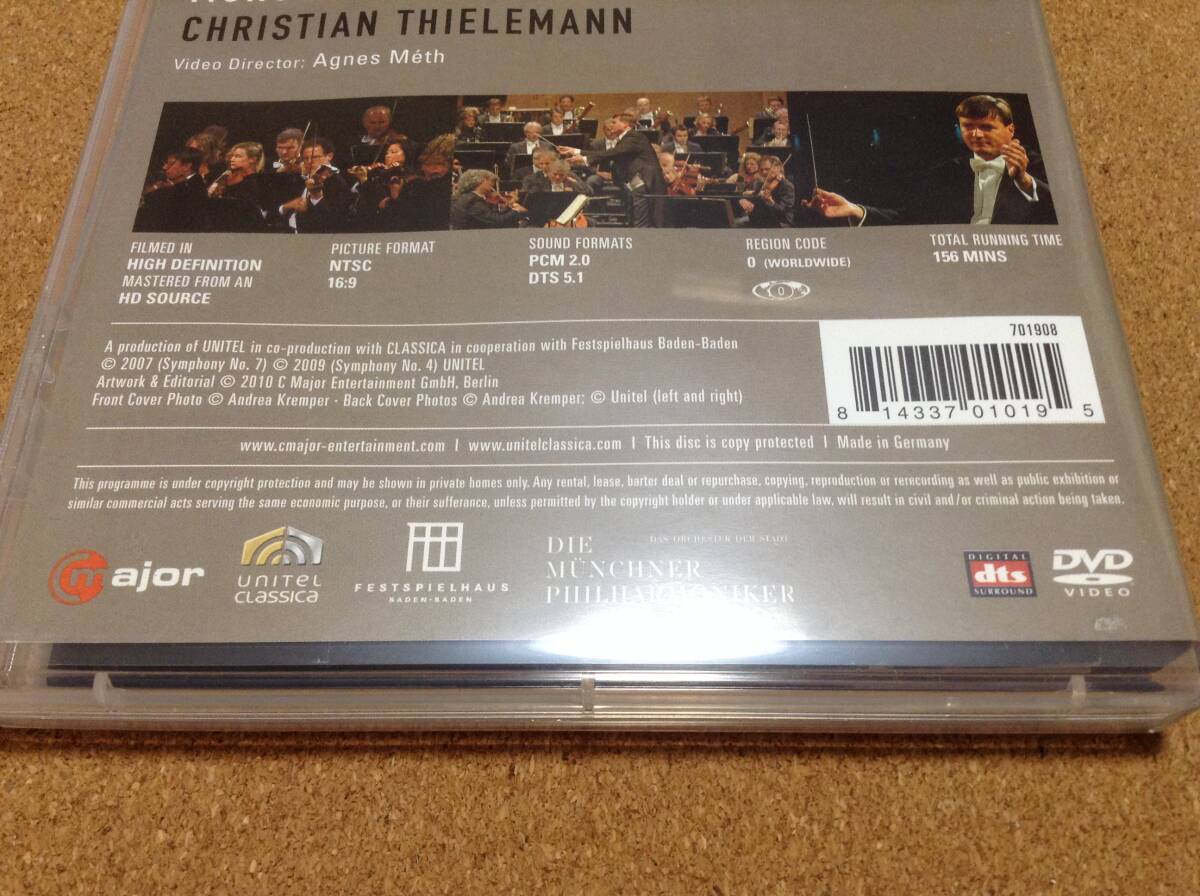 CHRISTIAN THIELEMANN
Video Director: Agnes Méth
FILMED IN
HIGH DEFINITION
MASTERED FROM AN
HD SOURCE
PICTURE FORMAT
NTSC
16:9
SOUND FORMATS
PCM 2.0
DTS 5.1
REGION CODE
0 (WORLDWIDE)
0
TOTAL RUNNING TIME
156 MINS
A production of UNITEL in co-production with CLASSICA in cooperation with Festspielhaus Baden-Baden
© 2007 (Symphony No. 7) © 2009 (Symphony No. 4) UNITEL
Artwork & Editorial © 2010 C Major Entertainment GmbH, Berlin
Front Cover Photo © Andrea Kremper · Back Cover Photos © Andrea Kremper; © Unitel (left and right)
701908
8 14337 01019 5
www.cmajor-entertainment.com | www.unitelclassica.com | This disc is copy protected | Made in Germany
This programme is under copyright protection and may be shown in private homes only. Any rental, lease, barter deal or repurchase, copying, reproduction or rerecording as well as public exhibition or
similar commercial acts serving the same economic purpose, or their sufferance, unless permitted by the copyright holder or under applicable law, will result in civil and/or criminal action being taken.
C major
UNITEL
CLASSICA
FESTSPIELHAUS
BADEN-BADEN
DIE
MÜNCHNER
PHILHARMONIKER
DAS ORCHESTER DER STADT
DIGITAL
dts
SURROUND
DVD
VIDEO